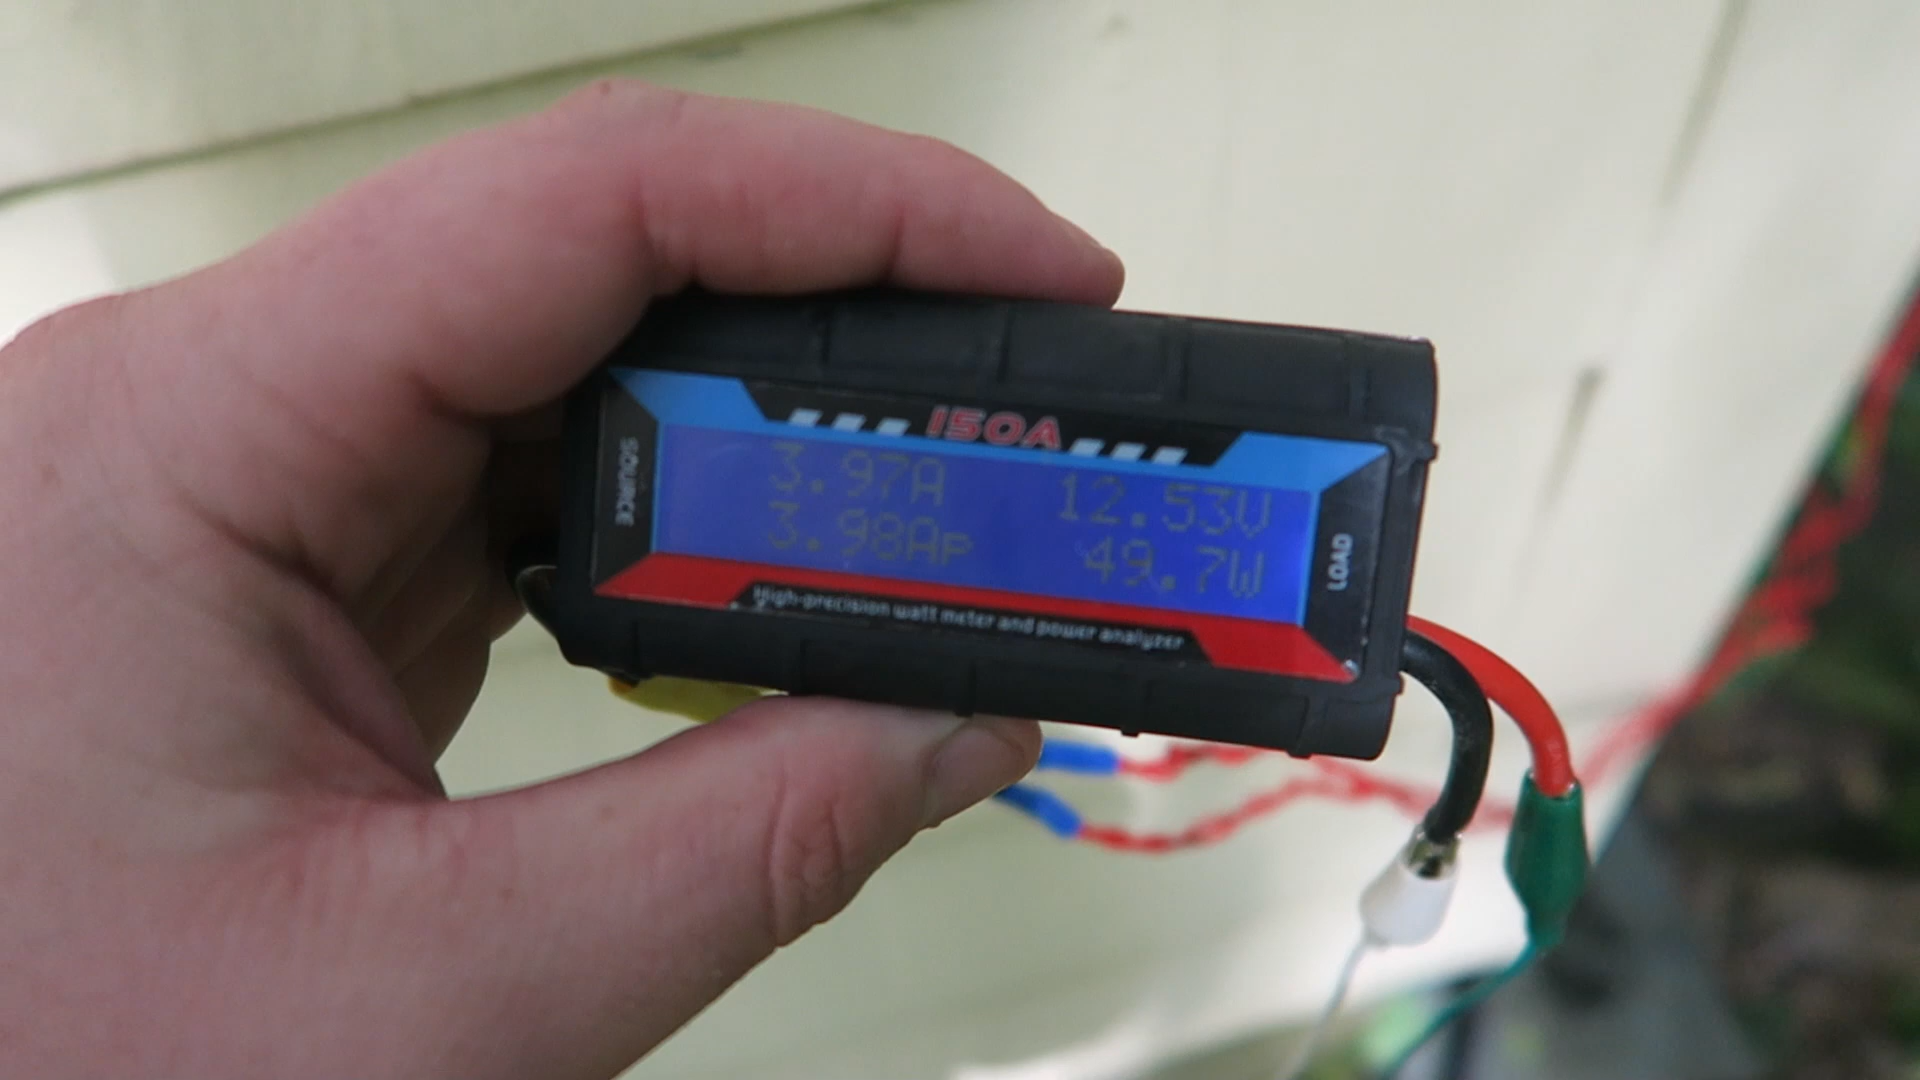 150A
SOURCE
3.97A 12.53V
3.98Ap 49.7W
LOAD
High-precision watt meter and power analyzer